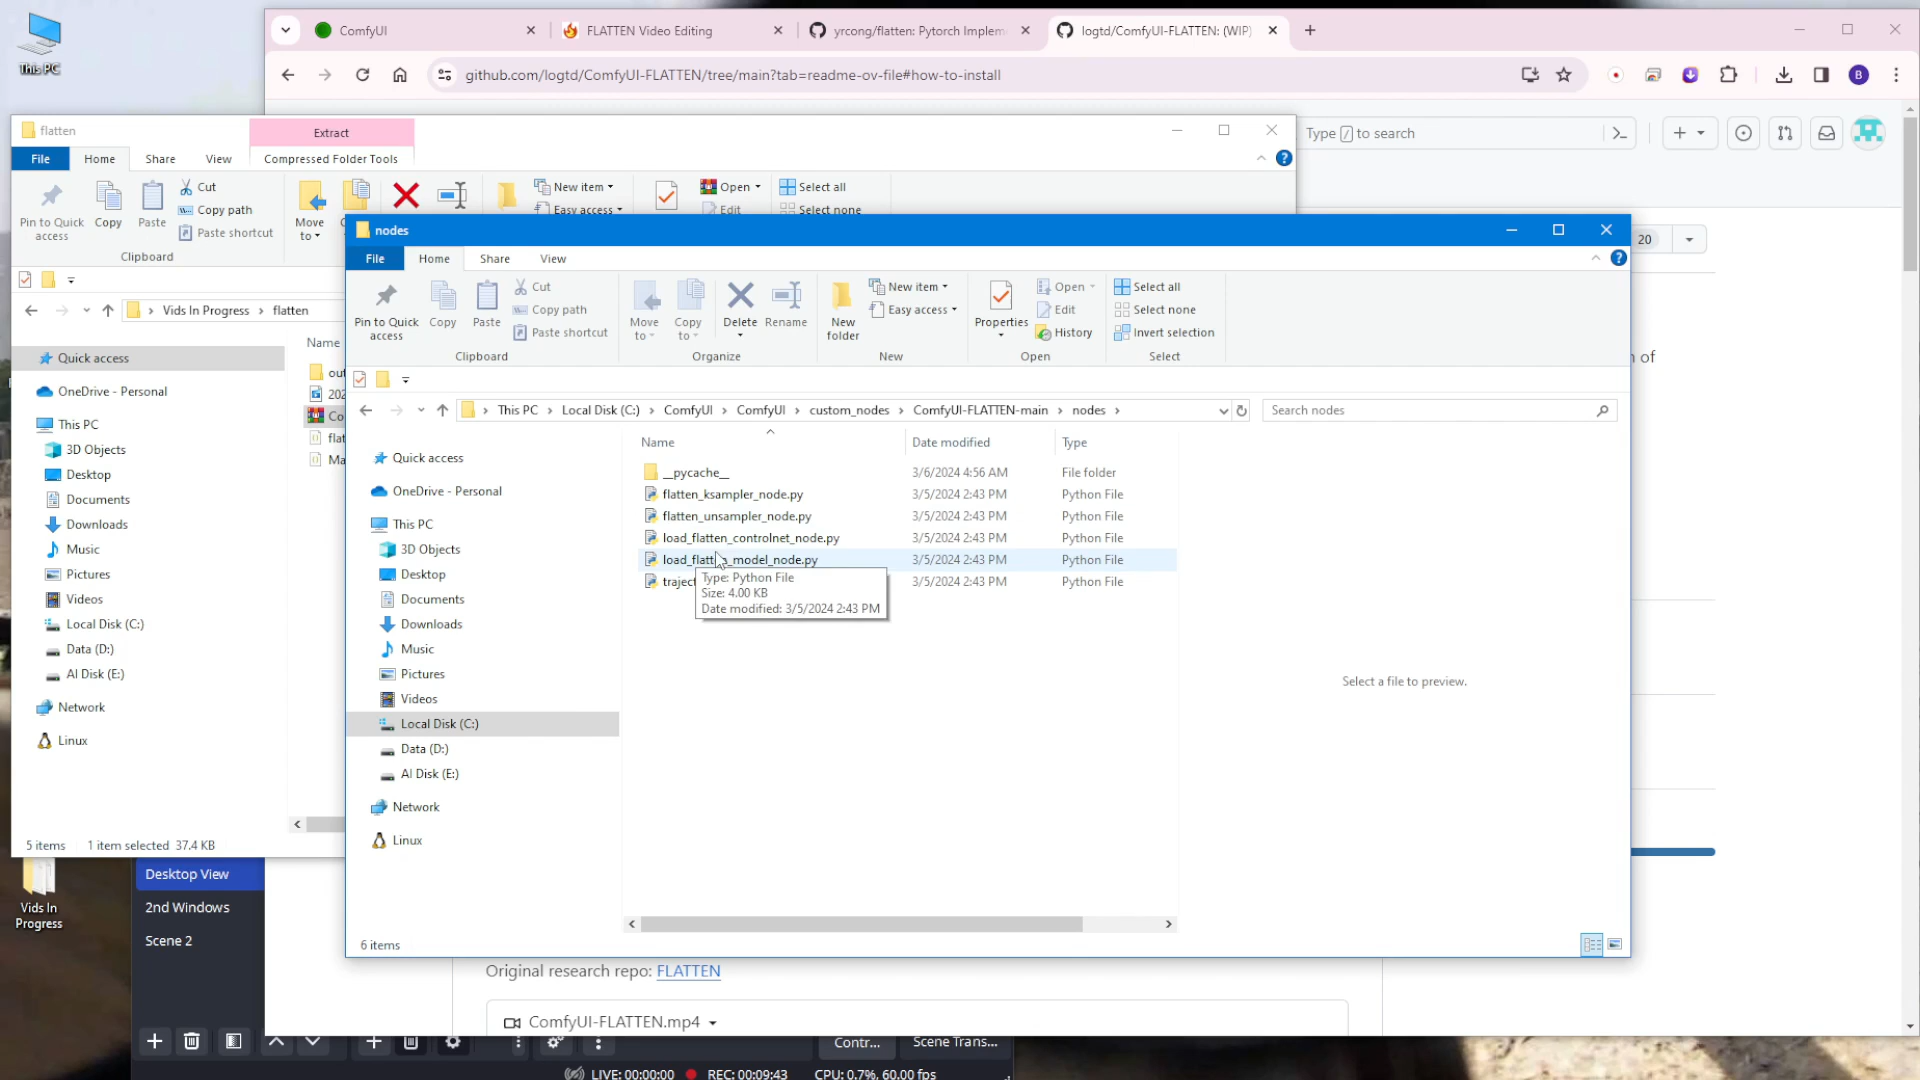 This PC
ComfyUI
FLATTEN Video Editing
yrcong/flatten: Pytorch Implem
logtd/ComfyUI-FLATTEN: (WIP)
github.com/logtd/ComfyUI-FLATTEN/tree/main?tab=readme-ov-file#how-to-install
B
Type / to search
flatten
Extract
File
Home
Share
View
Compressed Folder Tools
Pin to Quick access
Copy
Paste
Cut
Copy path
Paste shortcut
Clipboard
Move to
New item
Easy access
Open
Edit
Select all
Select none
Vids In Progress > flatten
Name
Quick access
OneDrive - Personal
This PC
3D Objects
Desktop
Documents
Downloads
Music
Pictures
Videos
Local Disk (C:)
Data (D:)
AI Disk (E:)
Network
Linux
out
202
Co
flat
Ma
5 items
1 item selected 37.4 KB
nodes
File
Home
Share
View
Pin to Quick access
Copy
Paste
Cut
Copy path
Paste shortcut
Clipboard
Move to
Copy to
Delete
Rename
Organize
New folder
New item
Easy access
New
Properties
Open
Edit
History
Open
Select all
Select none
Invert selection
Select
This PC > Local Disk (C:) > ComfyUI > ComfyUI > custom_nodes > ComfyUI-FLATTEN-main > nodes >
Search nodes
Name
Date modified
Type
__pycache__ 3/6/2024 4:56 AM File folder
flatten_ksampler_node.py 3/5/2024 2:43 PM Python File
flatten_unsampler_node.py 3/5/2024 2:43 PM Python File
load_flatten_controlnet_node.py 3/5/2024 2:43 PM Python File
load_flatten_model_node.py 3/5/2024 2:43 PM Python File
traject 3/5/2024 2:43 PM Python File
Type: Python File
Size: 4.00 KB
Date modified: 3/5/2024 2:43 PM
Select a file to preview.
Quick access
OneDrive - Personal
This PC
3D Objects
Desktop
Documents
Downloads
Music
Pictures
Videos
Local Disk (C:)
Data (D:)
AI Disk (E:)
Network
Linux
6 items
20
of
Vids In Progress
Desktop View
2nd Windows
Scene 2
Original research repo: FLATTEN
ComfyUI-FLATTEN.mp4
Contr...
Scene Trans...
LIVE: 00:00:00
REC: 00:09:43
CPU: 0.7%, 60.00 fps